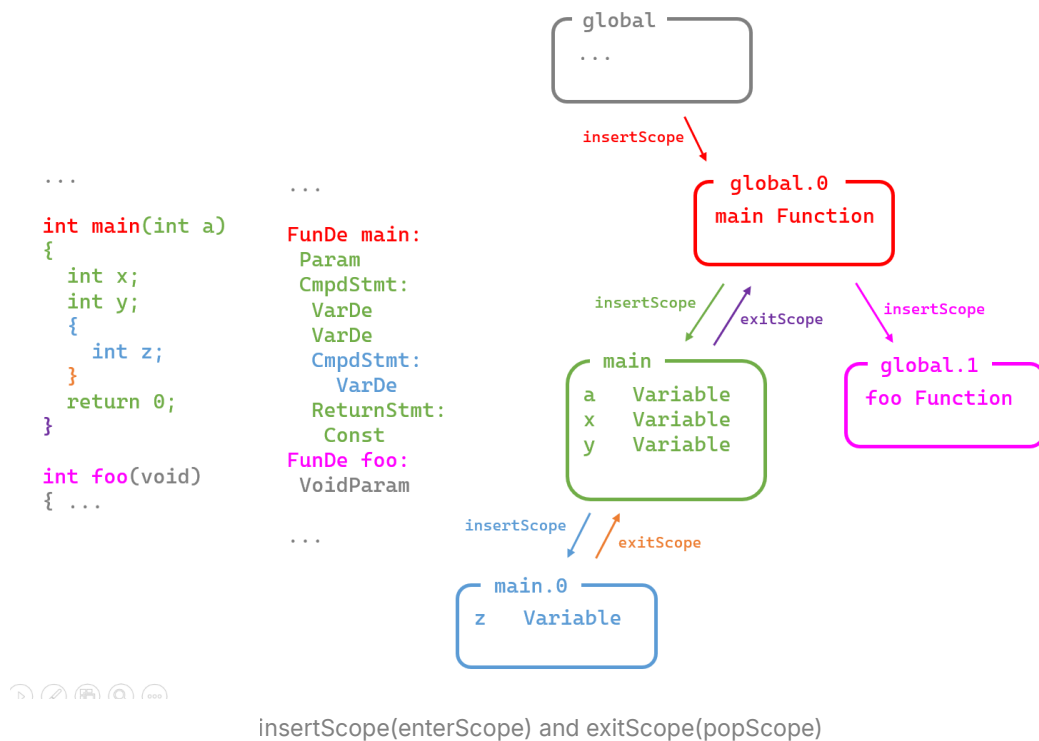 ...
int main(int a)
{
int x;
int y;
{
int z;
}
return 0;
}
int foo(void)
{ ...
...
FunDe main:
Param
CmpdStmt:
VarDe
VarDe
CmpdStmt:
VarDe
ReturnStmt:
Const
FunDe foo:
VoidParam
...
global
...
insertScope
global.0
main Function
insertScope
exitScope
insertScope
main
a Variable
x Variable
y Variable
global.1
foo Function
insertScope
exitScope
main.0
z Variable
insertScope(enterScope) and exitScope(popScope)